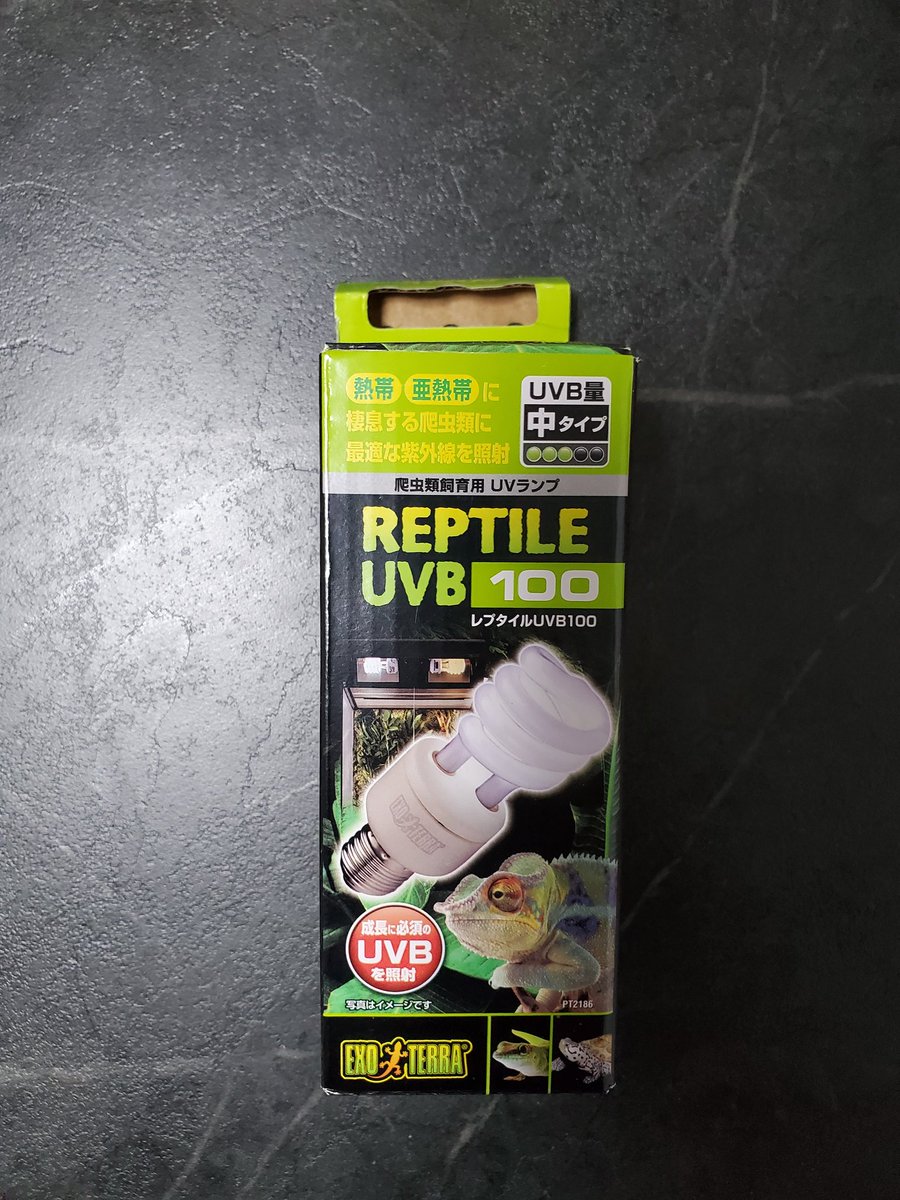 熱帯 亜熱帯 に
棲息する爬虫類に
最適な紫外線を照射
UVB量
中タイプ
爬虫類飼育用 UVランプ
REPTILE
UVB 100
レプタイルUVB100
EXO TERRA
成長に必須の
UVB
を照射
写真はイメージです
PT2186
EXO TERRA®